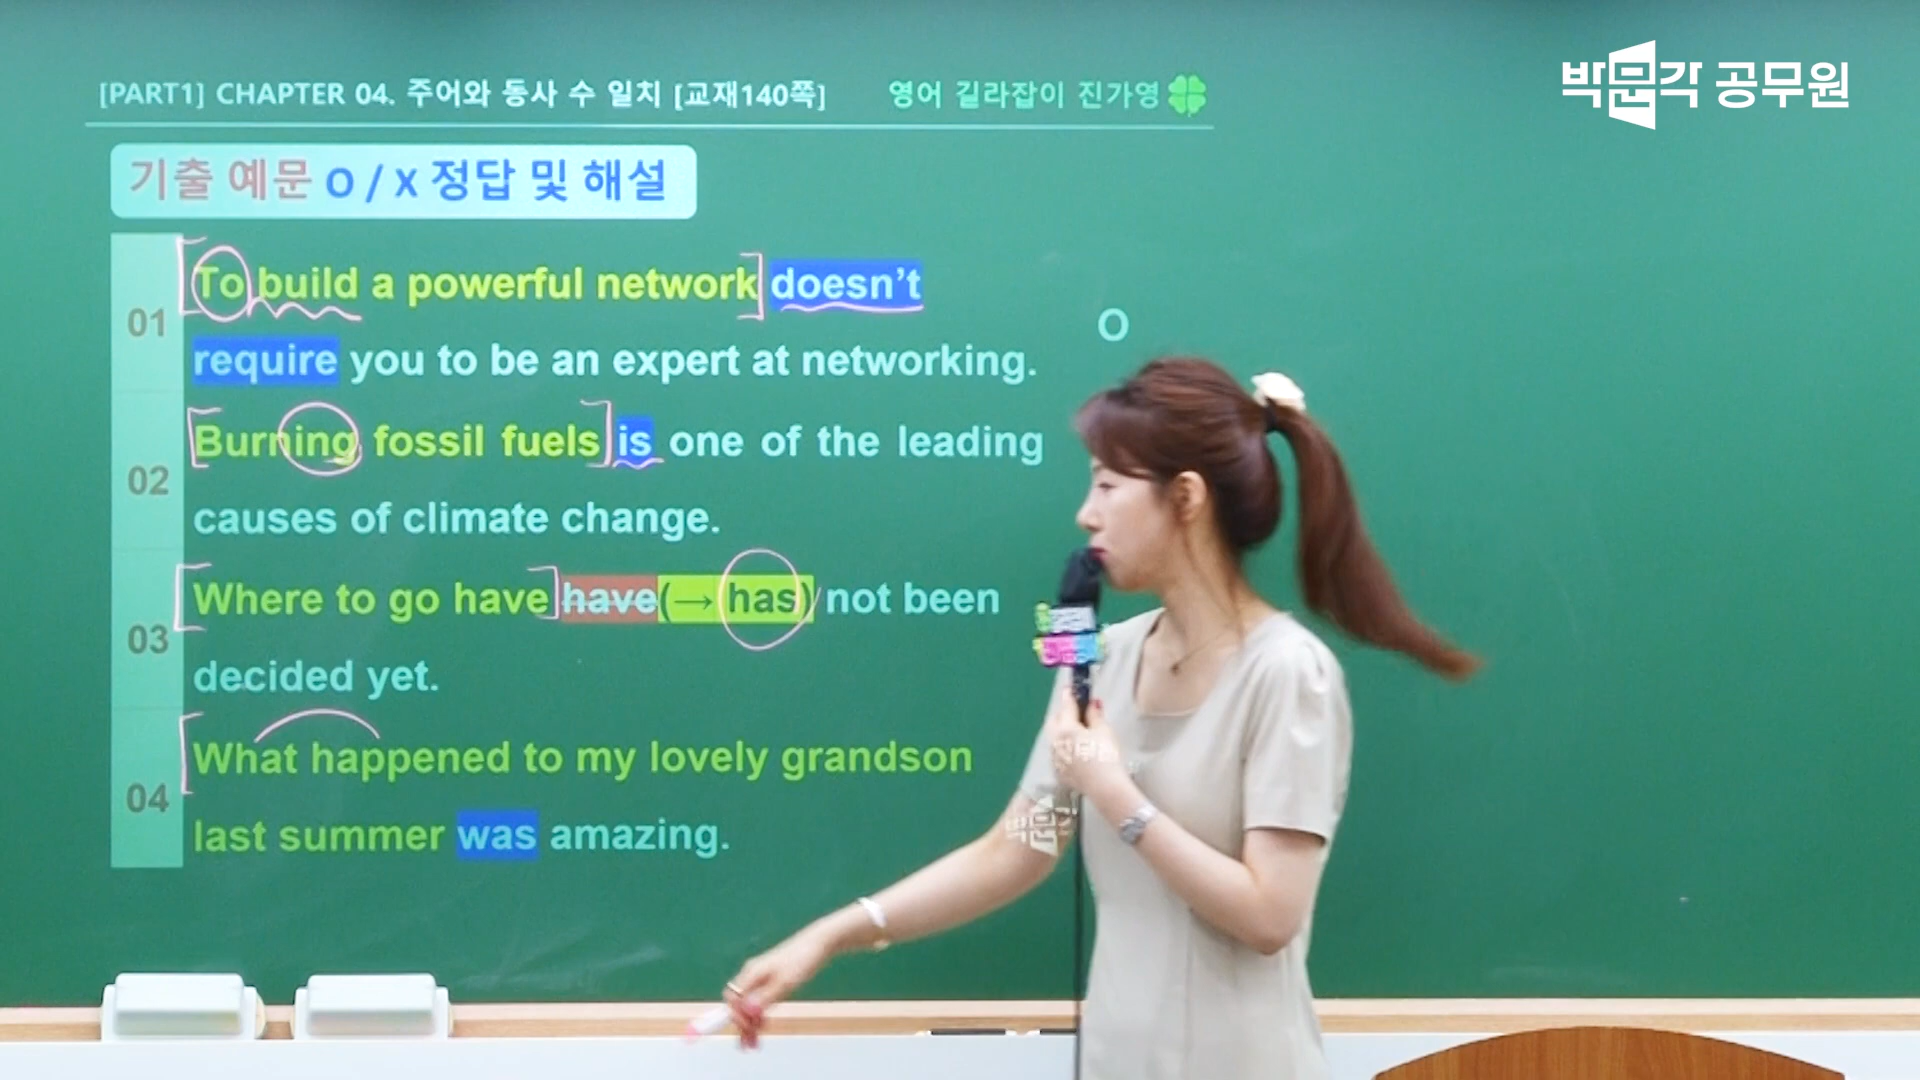 [PART1] CHAPTER 04. 주어와 동사 수 일치 [교재140쪽] 영어 길라잡이 진가영
박문각 공무원
기출 예문 O / X 정답 및 해설
01 To build a powerful network doesn't
require you to be an expert at networking.
O
02 Burning fossil fuels is one of the leading
causes of climate change.
03 Where to go have have(→ has) not been
decided yet.
04 What happened to my lovely grandson
last summer was amazing.
박문각